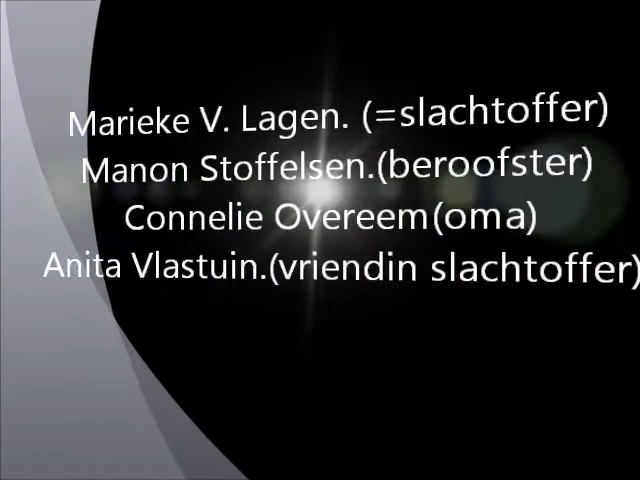 Marieke V. Lagen. (=slachtoffer)
Manon Stoffelsen.(beroofster)
Connelie Overeem(oma)
Anita Vlastuin.(vriendin slachtoffer)